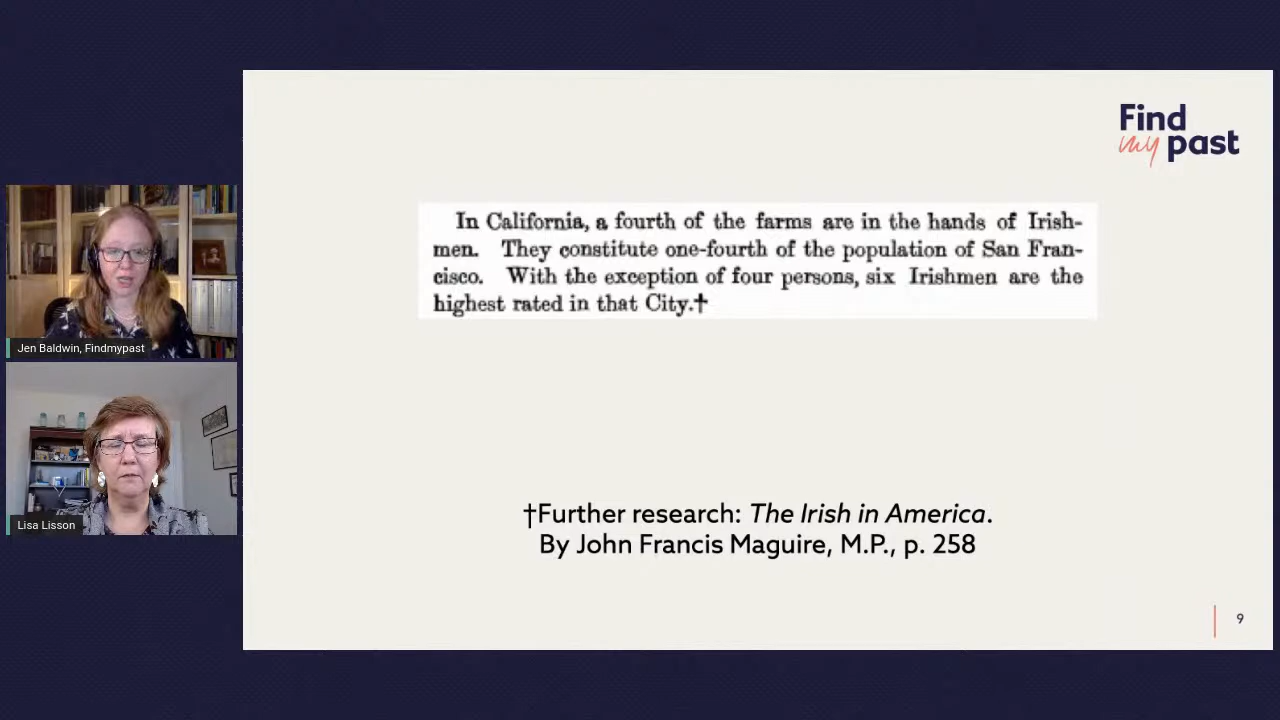 Find
my past
In California, a fourth of the farms are in the hands of Irish-
men. They constitute one-fourth of the population of San Fran-
cisco. With the exception of four persons, six Irishmen are the
highest rated in that City.†
Jen Baldwin, Findmypast
Lisa Lisson
†Further research: The Irish in America.
By John Francis Maguire, M.P., p. 258
9